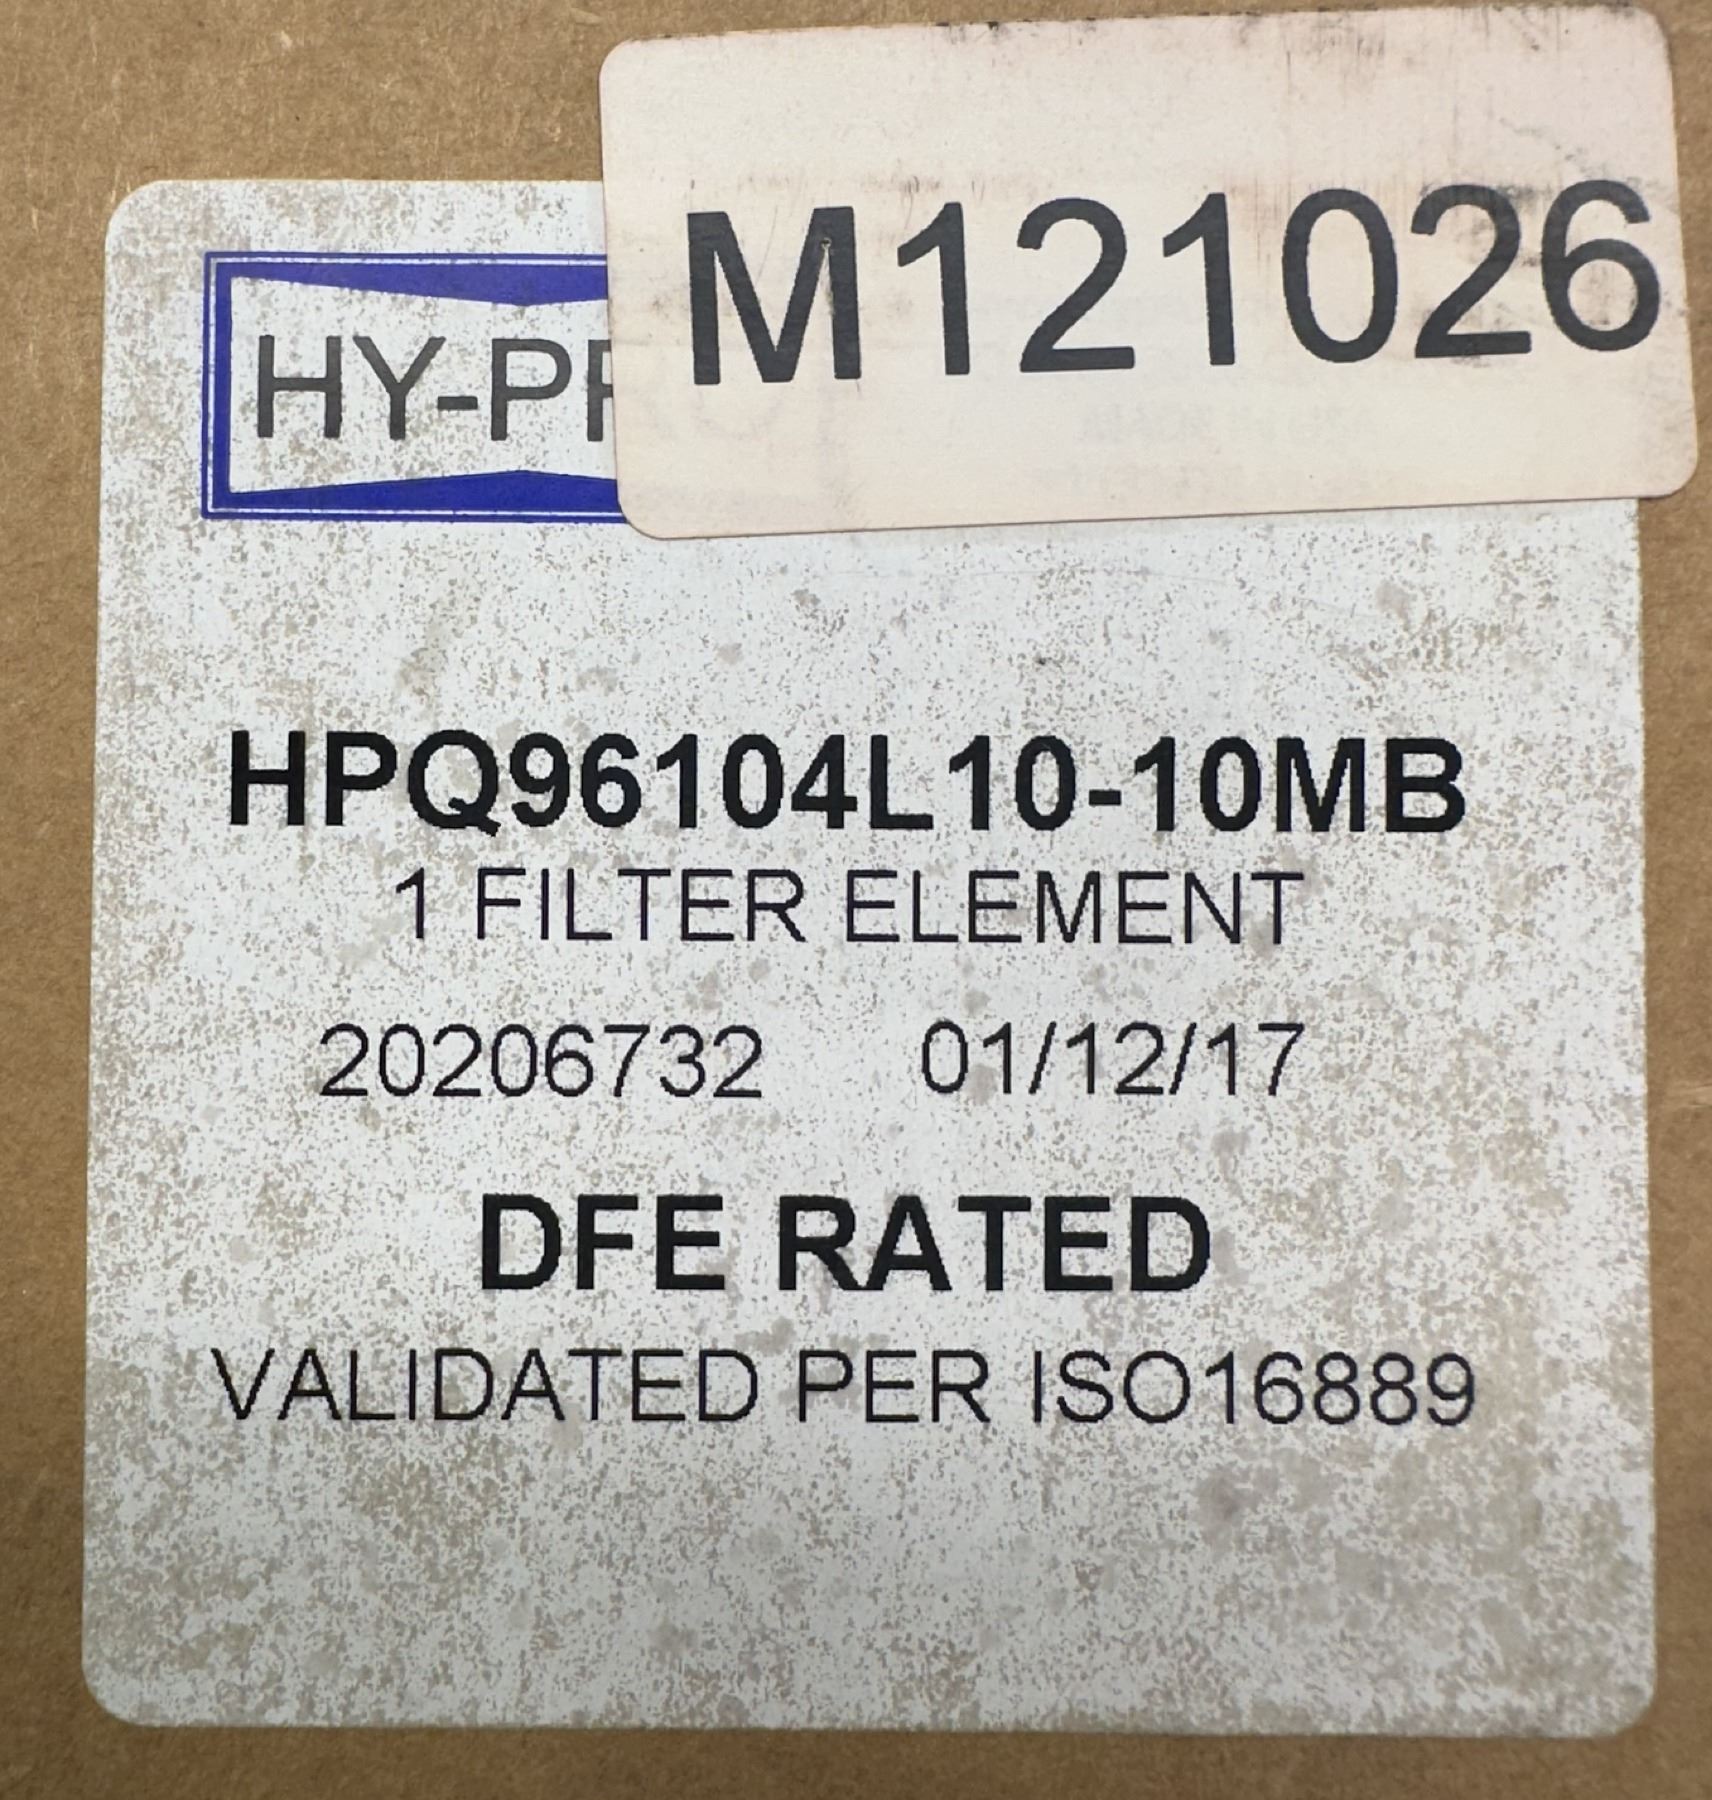 M121026
HY-PR
HPQ96104L10-10MB
1 FILTER ELEMENT
20206732 01/12/17
DFE RATED
VALIDATED PER ISO16889